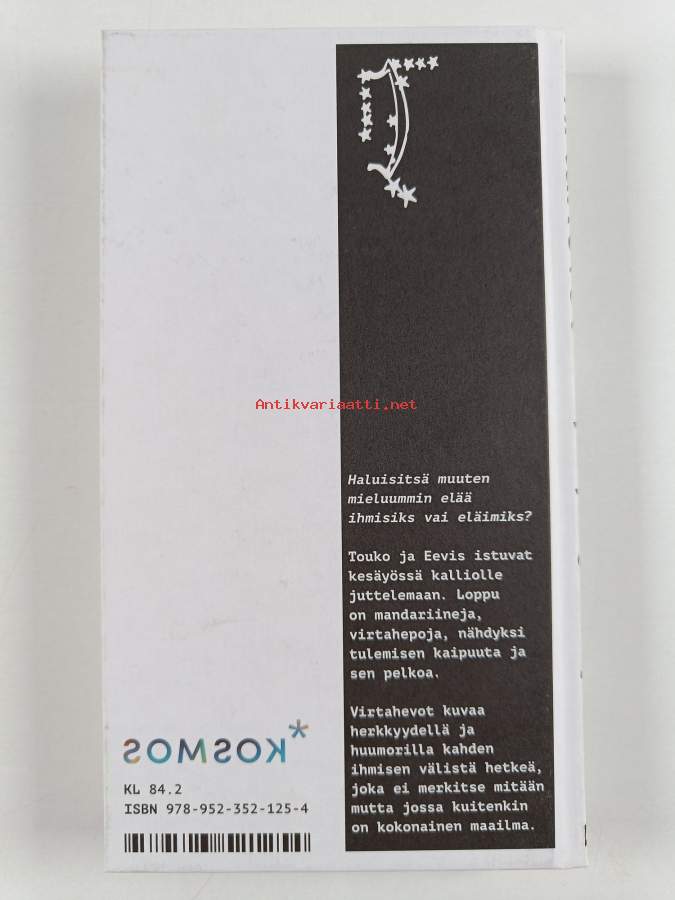 Antikvariaatti.net
Haluisitsä muuten
mieluummin elää
ihmisiks vai eläimiks?
Touko ja Eevis istuvat
kesäyössä kalliolle
juttelemaan. Loppu
on mandariineja,
virtahepoja, nähdyksi
tulemisen kaipuuta ja
sen pelkoa.
Virtahevot kuvaa
herkkyydellä ja
huumorilla kahden
ihmisen välistä hetkeä,
joka ei merkitse mitään
mutta jossa kuitenkin
on kokonainen maailma.
KOSMOS*
KL 84.2
ISBN 978-952-352-125-4